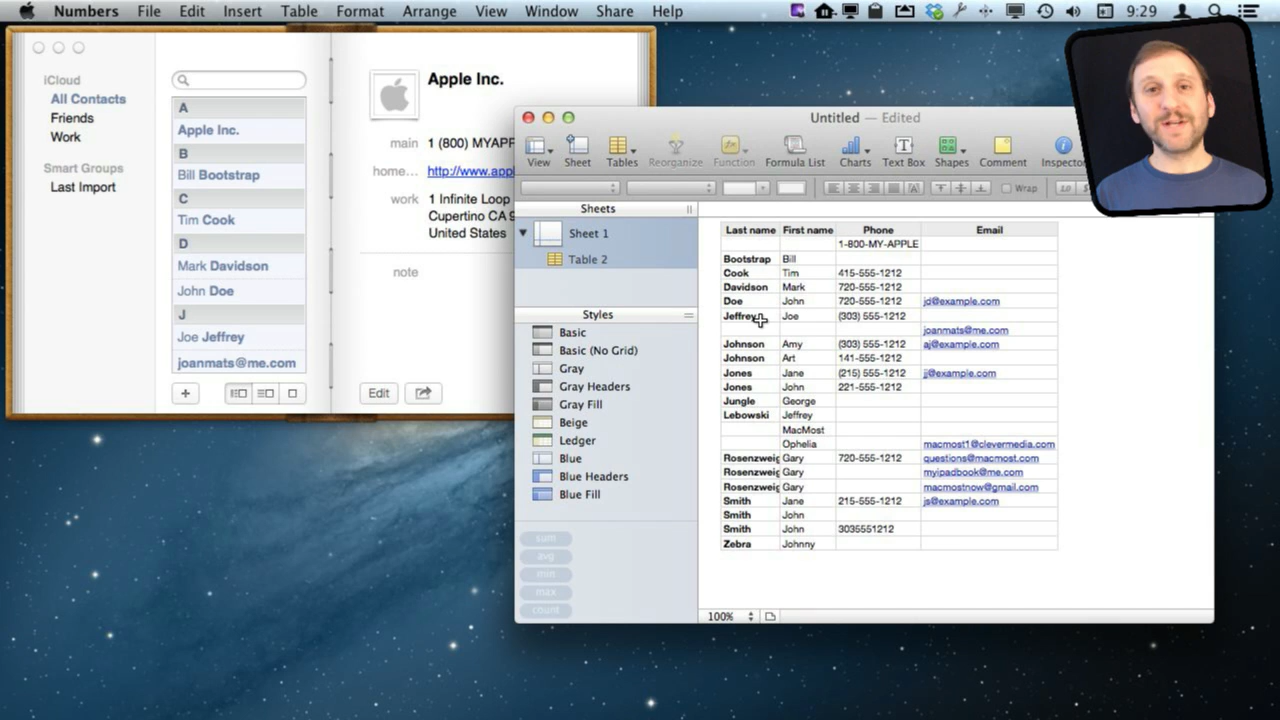 Numbers File Edit Insert Table Format Arrange View Window Share Help 9:29
iCloud
All Contacts
Friends
Work
Smart Groups
Last Import
A
Apple Inc.
B
Bill Bootstrap
C
Tim Cook
D
Mark Davidson
John Doe
J
Joe Jeffrey
joanmats@me.com
Apple Inc.
main 1 (800) MYAPP
home… http://www.appl
work 1 Infinite Loop
Cupertino CA 9
United States
note
Edit
Untitled — Edited
View Sheet Tables Reorganize Function Formula List Charts Text Box Shapes Comment Inspecto
Wrap
Sheets
Sheet 1
Table 2
Styles
Basic
Basic (No Grid)
Gray
Gray Headers
Gray Fill
Beige
Ledger
Blue
Blue Headers
Blue Fill
sum
avg
min
max
count
Last name First name Phone Email
1-800-MY-APPLE
Bootstrap Bill
Cook Tim 415-555-1212
Davidson Mark 720-555-1212
Doe John 720-555-1212 jd@example.com
Jeffrey Joe (303) 555-1212
joanmats@me.com
Johnson Amy (303) 555-1212 aj@example.com
Johnson Art 141-555-1212
Jones Jane (215) 555-1212 jj@example.com
Jones John 221-555-1212
Jungle George
Lebowski Jeffrey
MacMost
Ophelia macmost1@clevermedia.com
Rosenzweig Gary 720-555-1212 questions@macmost.com
Rosenzweig Gary myipadbook@me.com
Rosenzweig Gary macmostnow@gmail.com
Smith Jane 215-555-1212 js@example.com
Smith John
Smith John 3035551212
Zebra Johnny
100%